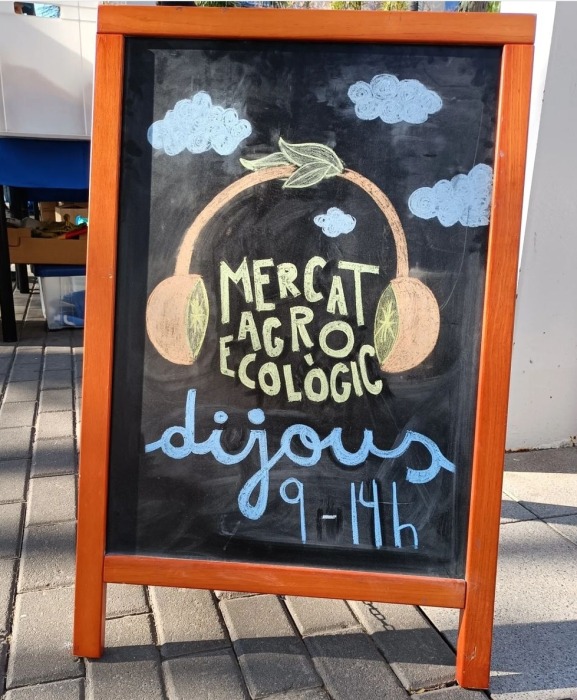 MERCAT
AGRO
ECOLÒGIC
dijous
9-14h